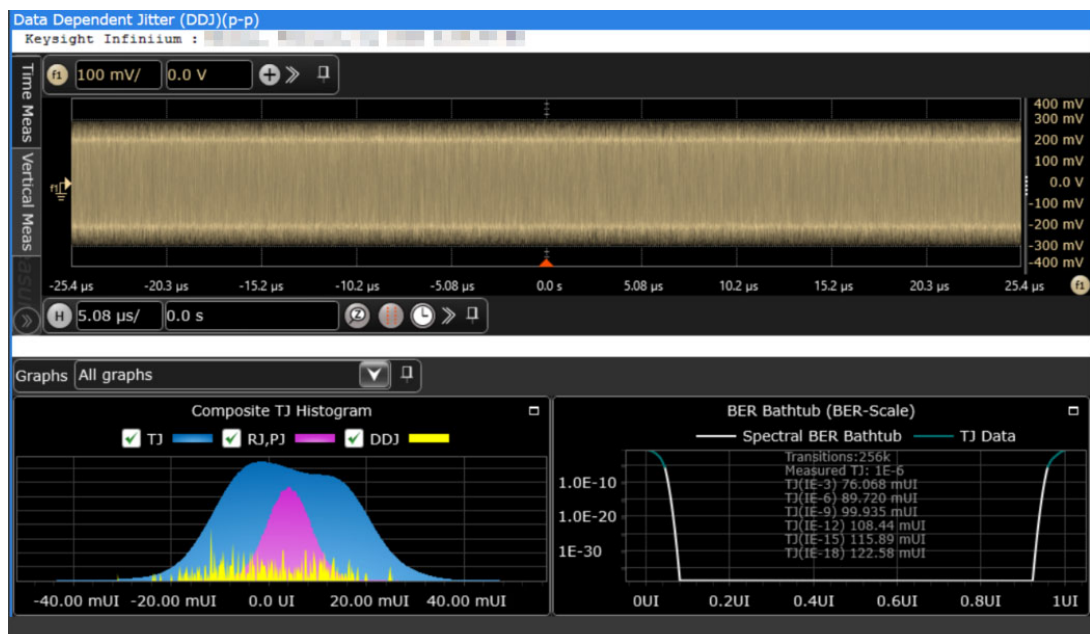 Data Dependent Jitter (DDJ)(p-p)
Keysight Infiniium :
Time Meas
Vertical Meas
f1 100 mV/ 0.0 V
400 mV
300 mV
200 mV
100 mV
0.0 V
-100 mV
-200 mV
-300 mV
-400 mV
f1
-25.4 µs -20.3 µs -15.2 µs -10.2 µs -5.08 µs 0.0 s 5.08 µs 10.2 µs 15.2 µs 20.3 µs 25.4 µs f1
H 5.08 µs/ 0.0 s
Graphs All graphs
Composite TJ Histogram
TJ RJ,PJ DDJ
-40.00 mUI -20.00 mUI 0.0 UI 20.00 mUI 40.00 mUI
BER Bathtub (BER-Scale)
Spectral BER Bathtub TJ Data
Transitions:256k
Measured TJ: 1E-6
TJ(IE-3) 76.068 mUI
TJ(IE-6) 89.720 mUI
TJ(IE-9) 99.935 mUI
TJ(IE-12) 108.44 mUI
TJ(IE-15) 115.89 mUI
TJ(IE-18) 122.58 mUI
1.0E-10
1.0E-20
1E-30
0UI 0.2UI 0.4UI 0.6UI 0.8UI 1UI